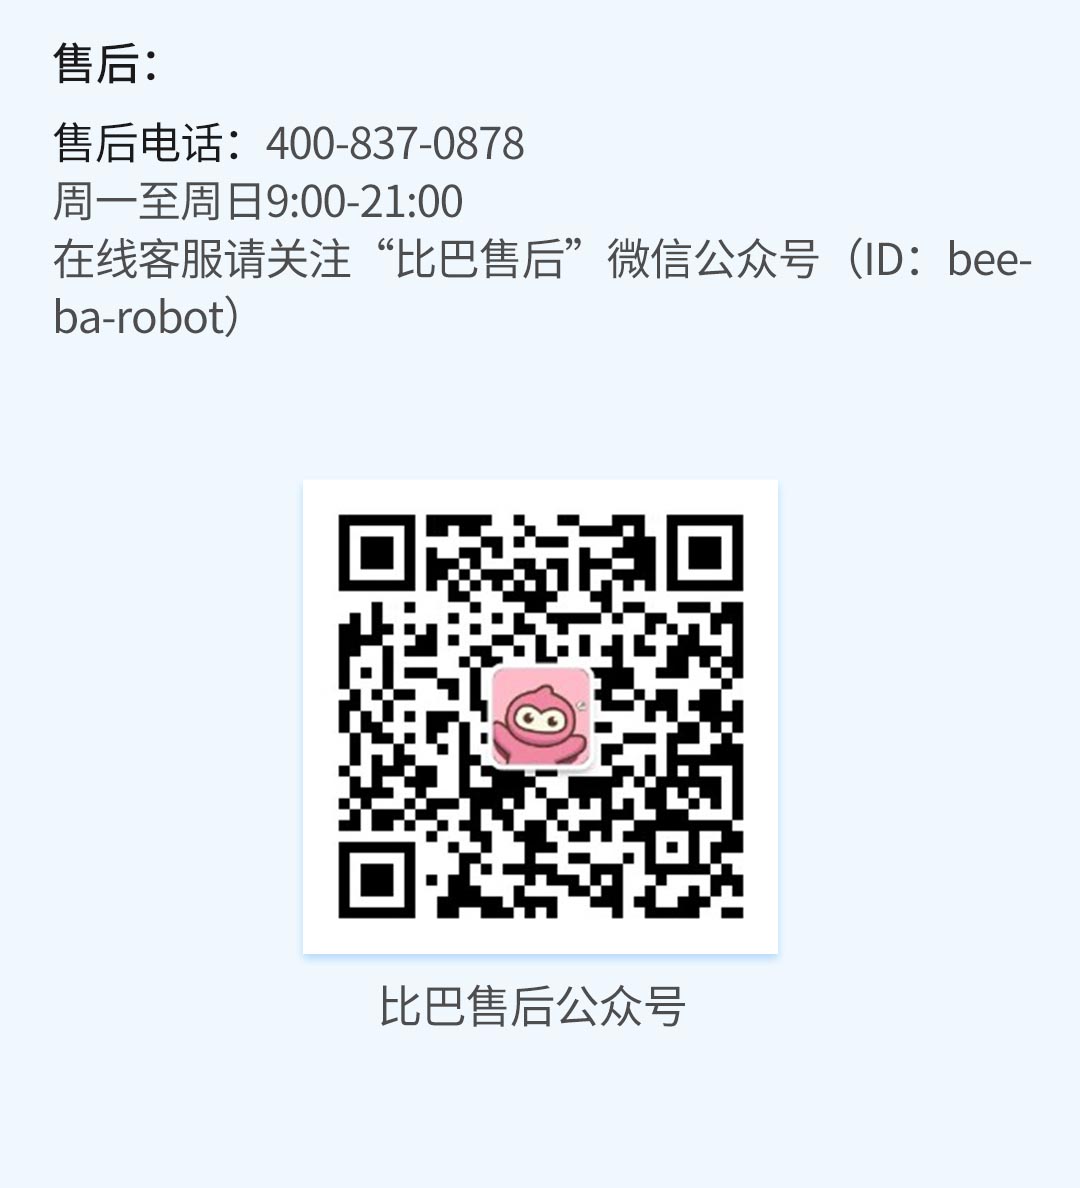 售后：
售后电话：400-837-0878
周一至周日9:00-21:00
在线客服请关注“比巴售后”微信公众号（ID：bee-
ba-robot）
比巴售后公众号